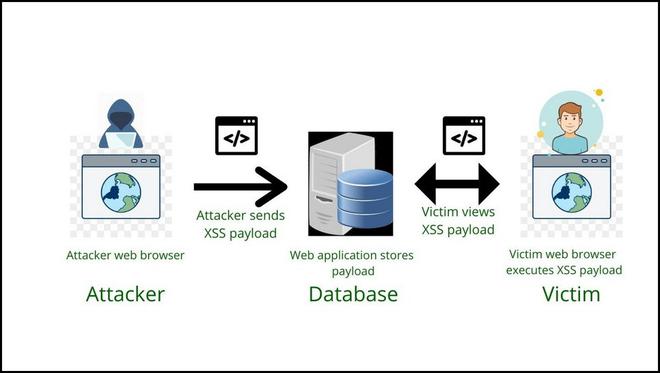 </>
</>
Attacker sends
XSS payload
Victim views
XSS payload
Attacker web browser
Web application stores
payload
Victim web browser
executes XSS payload
Attacker
Database
Victim